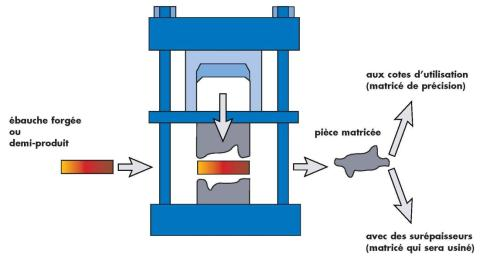 ébauche forgée
ou
demi-produit
pièce matricée
aux cotes d'utilisation
(matricé de précision)
avec des surépaisseurs
(matricé qui sera usiné)